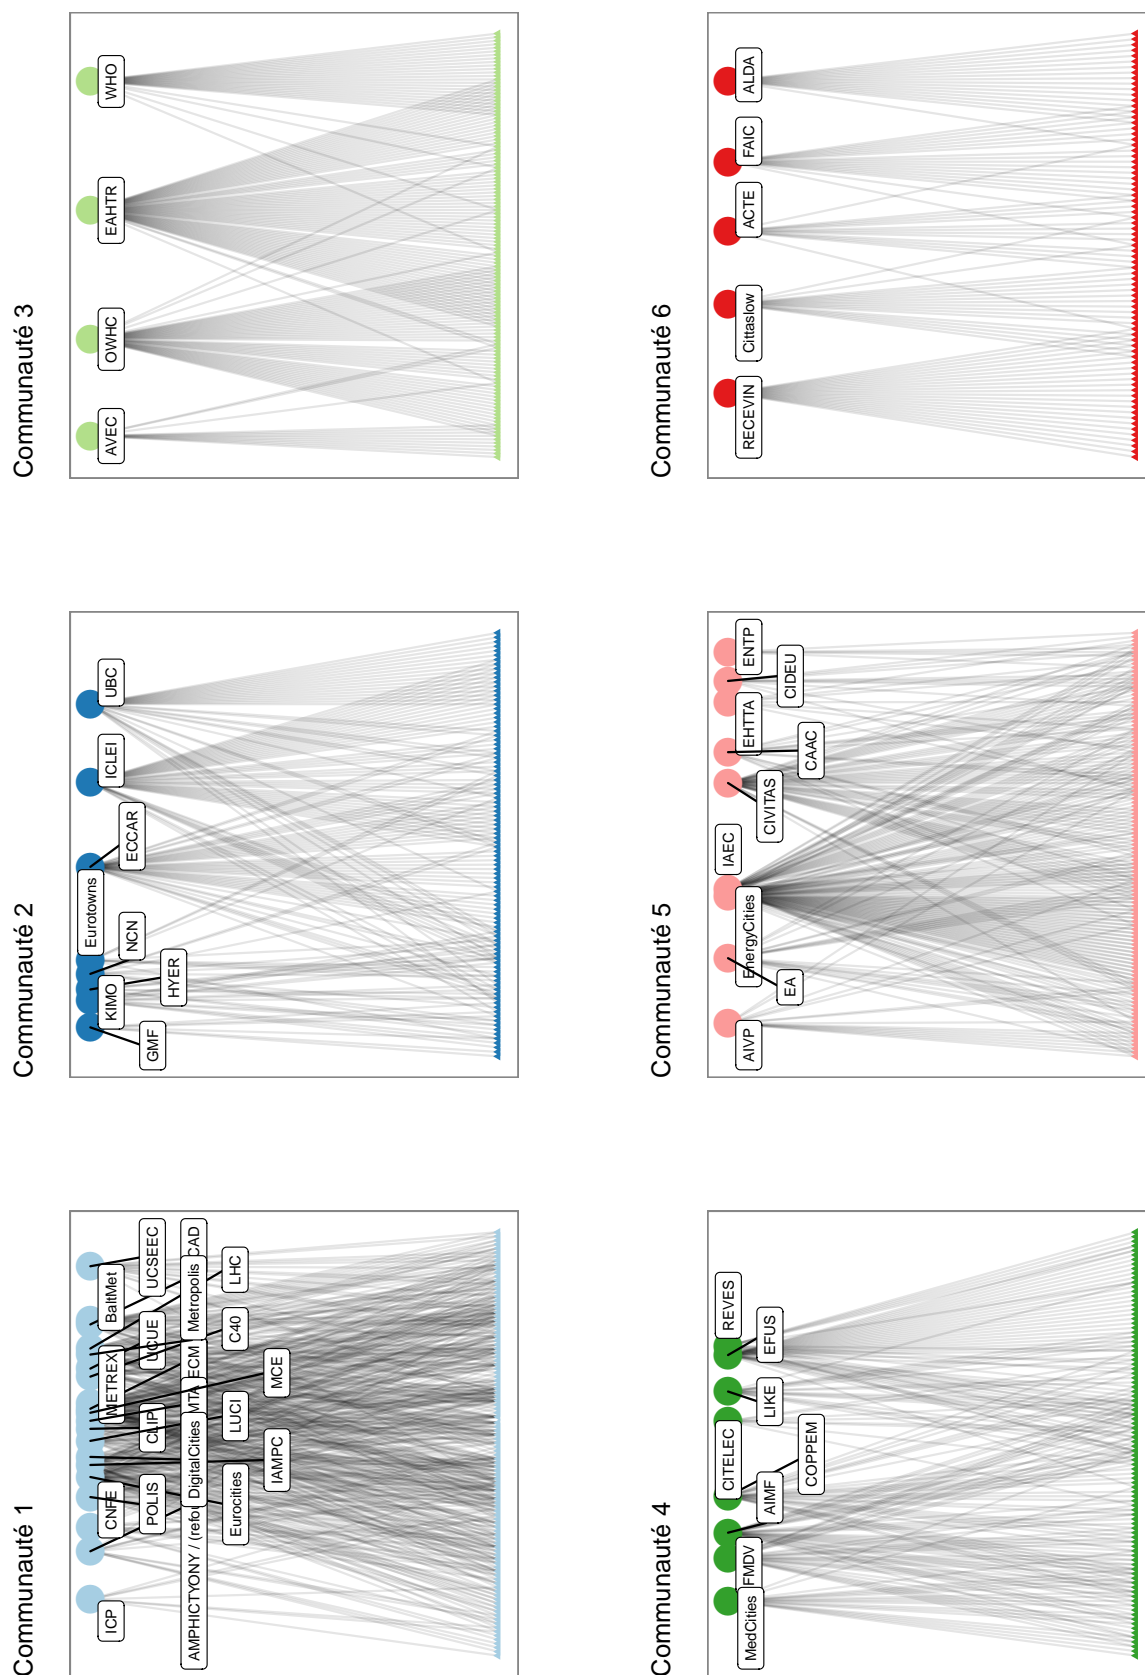 Communauté 1
ICP
CNFE
METREX
BaltMet
POLIS
CLIP
UCUE
UCSEEC
AMPHICTYONY / (refo
DigitalCities
MTA
ECM
Metropolis
CAD
Eurocities
LUCI
C40
LHC
IAMPC
MCE
Communauté 2
Eurotowns
GMF
KIMO
HYER
NCN
ECCAR
ICLEI
UBC
Communauté 3
AVEC
OWHC
EAHTR
WHO
Communauté 4
MedCities
FMDV
AIMF
CITELEC
COPPEM
LIKE
EFUS
REVES
Communauté 5
AIVP
EA
EnergyCities
IAEC
CIVITAS
CAAC
EHTTA
CIDEU
ENTP
Communauté 6
RECEVIN
Cittaslow
ACTE
FAIC
ALDA